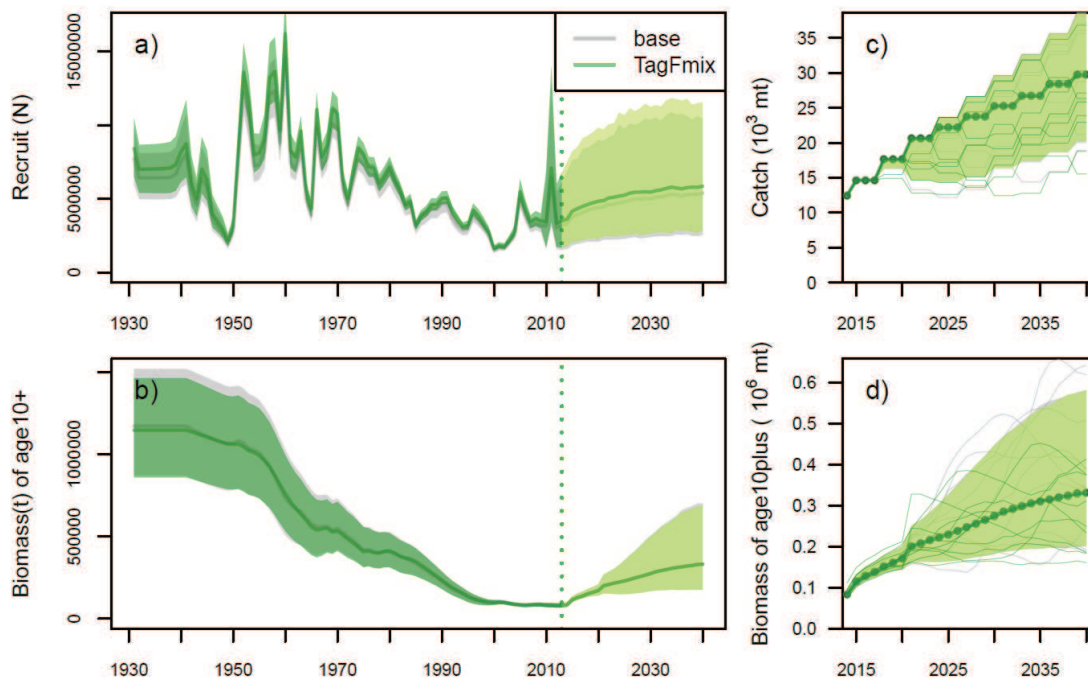 a)
base
TagFmix
Recruit (N)
0 5000000 15000000
1930 1950 1970 1990 2010 2030
c)
Catch (10³ mt)
0 5 10 15 20 25 30 35
2015 2025 2035
b)
Biomass(t) of age10+
0 500000 1000000
1930 1950 1970 1990 2010 2030
d)
Biomass of age10plus ( 10⁶ mt)
0.0 0.1 0.2 0.3 0.4 0.5 0.6
2015 2025 2035